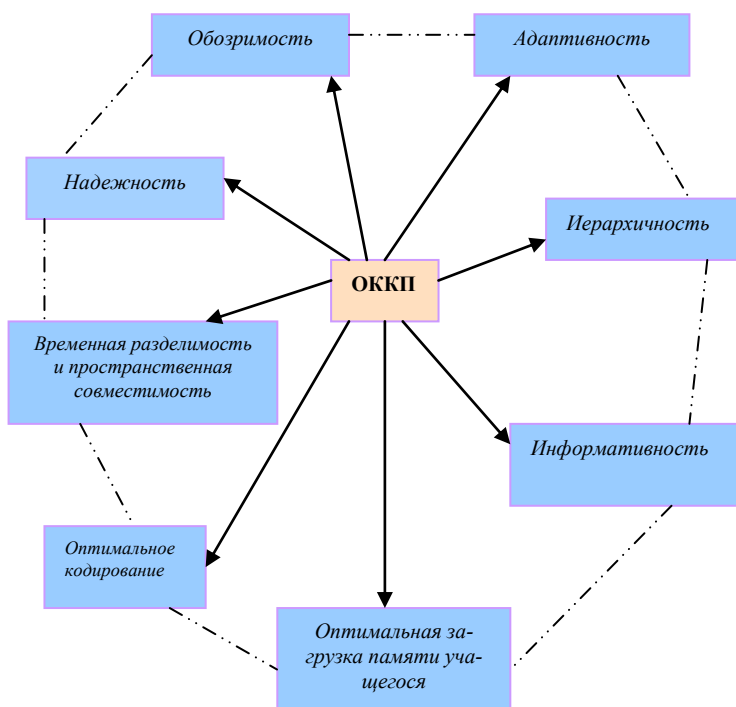 Обозримость
Адаптивность
Надежность
Иерархичность
ОККП
Временная разделимость
и пространственная
совместимость
Информативность
Оптимальное
кодирование
Оптимальная за-
грузка памяти уча-
щегося